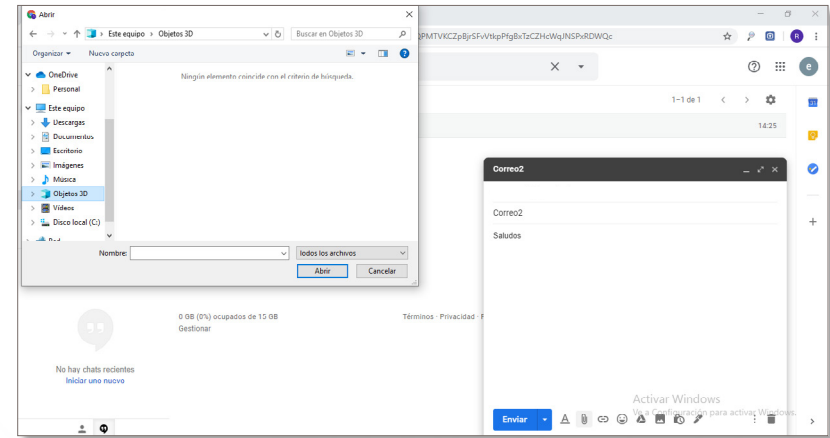 Abrir
Este equipo > Objetos 3D
Buscar en Objetos 3D
Organizar
Nueva carpeta
Ningún elemento coincide con el criterio de búsqueda.
OneDrive
Personal
Este equipo
Descargas
Documentos
Escritorio
Imágenes
Música
Objetos 3D
Vídeos
Disco local (C:)
Red
Nombre:
Todos los archivos
Abrir
Cancelar
R
e
1–1 de 1
31
14:25
Correo2
Correo2
Saludos
0 GB (0%) ocupados de 15 GB
Gestionar
Términos · Privacidad ·
No hay chats recientes
Iniciar uno nuevo
Activar Windows
Ve a Configuración para activar Windows.
Enviar